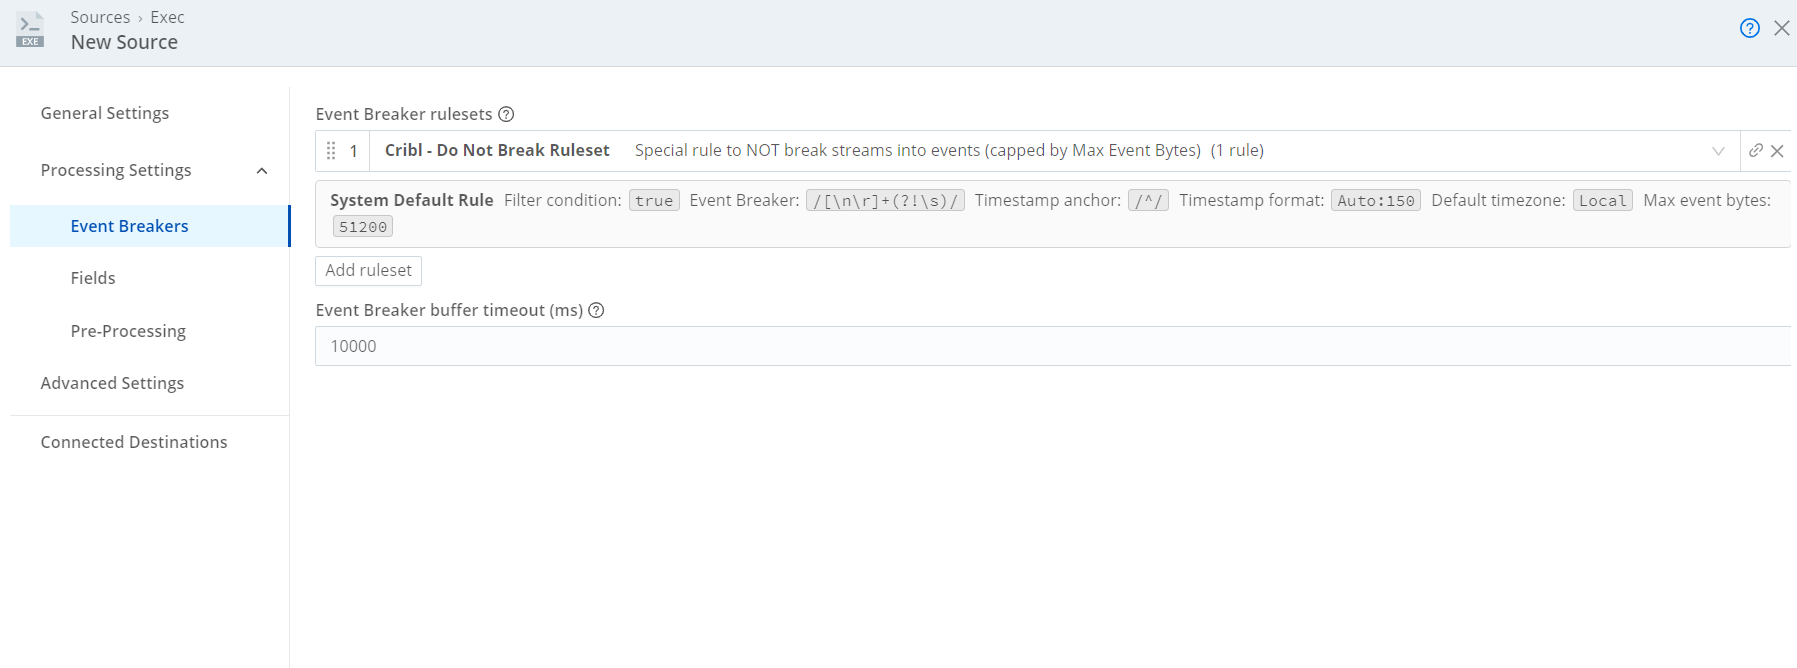 EXE
Sources › Exec
New Source
General Settings
Processing Settings
Event Breakers
Fields
Pre-Processing
Advanced Settings
Connected Destinations
Event Breaker rulesets
1 Cribl - Do Not Break Ruleset Special rule to NOT break streams into events (capped by Max Event Bytes) (1 rule)
System Default Rule Filter condition: true Event Breaker: /[\n\r]+(?!\s)/ Timestamp anchor: /^/ Timestamp format: Auto:150 Default timezone: Local Max event bytes:
51200
Add ruleset
Event Breaker buffer timeout (ms)
10000